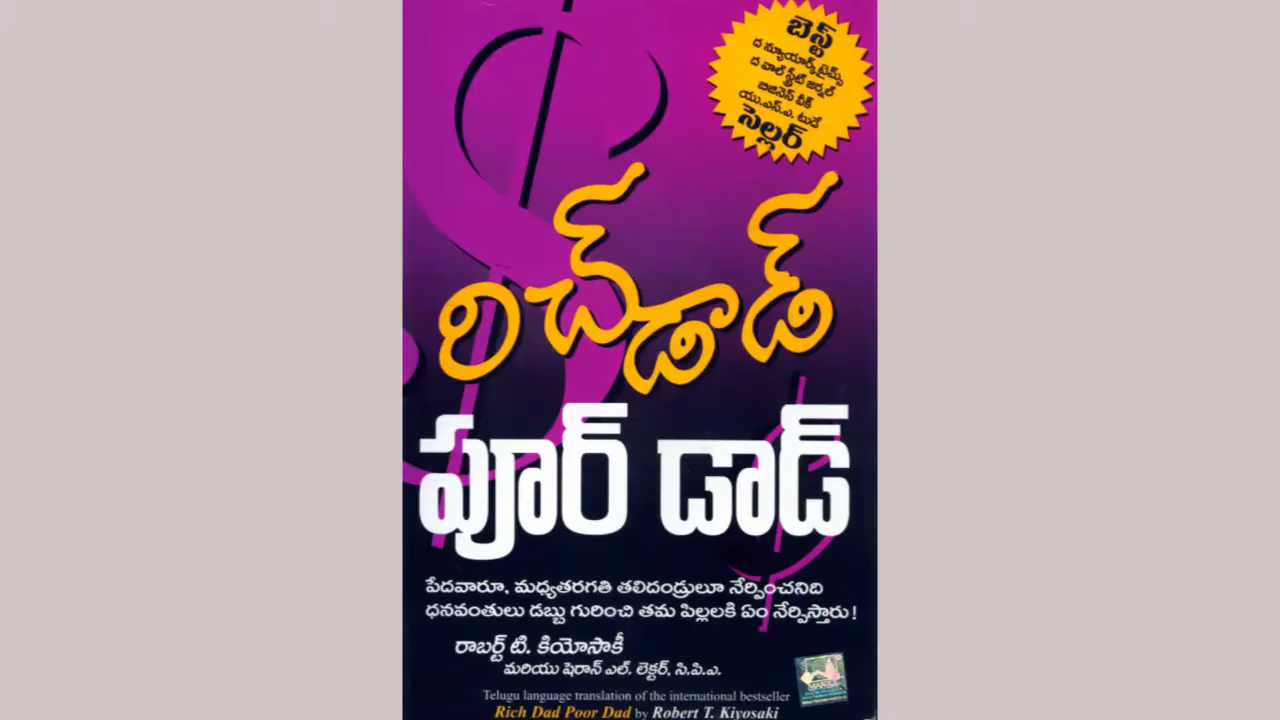 బెస్ట్
ద న్యూయార్క్ టైమ్స్
ద వాల్ స్ట్రీట్ జర్నల్
బిజినెస్ వీక్
యు.ఎస్.ఎ. టుడే
సెల్లర్
రిచ్ డాడ్
పూర్ డాడ్
పేదవారూ, మధ్యతరగతి తలిదండ్రులూ నేర్పించనిది
ధనవంతులు డబ్బు గురించి తమ పిల్లలకి ఏం నేర్పిస్తారు!
రాబర్ట్ టి. కియోసాకీ
మరియు షెరాన్ ఎల్. లెక్టర్, సి.పి.ఎ.
Telugu language translation of the international bestseller
Rich Dad Poor Dad by Robert T. Kiyosaki